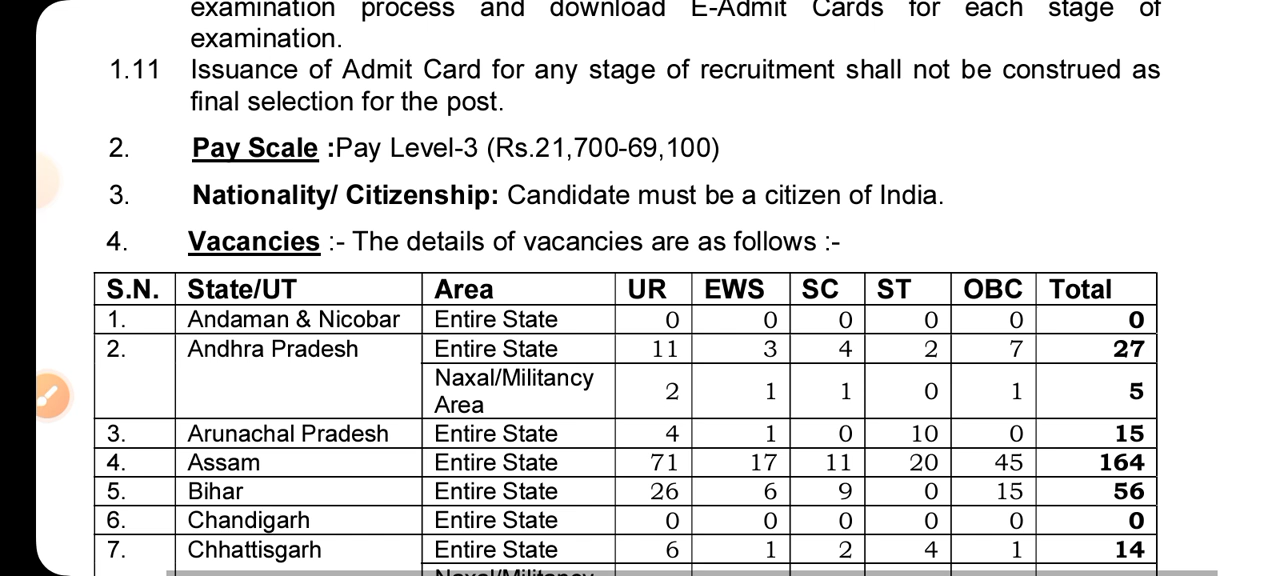 examination process and download E-Admit Cards for each stage of
examination.
1.11 Issuance of Admit Card for any stage of recruitment shall not be construed as
final selection for the post.
2. Pay Scale :Pay Level-3 (Rs.21,700-69,100)
3. Nationality/ Citizenship: Candidate must be a citizen of India.
4. Vacancies :- The details of vacancies are as follows :-
S.N. State/UT Area UR EWS SC ST OBC Total
1. Andaman & Nicobar Entire State 0 0 0 0 0 0
2. Andhra Pradesh Entire State 11 3 4 2 7 27
Naxal/Militancy
Area 2 1 1 0 1 5
3. Arunachal Pradesh Entire State 4 1 0 10 0 15
4. Assam Entire State 71 17 11 20 45 164
5. Bihar Entire State 26 6 9 0 15 56
6. Chandigarh Entire State 0 0 0 0 0 0
7. Chhattisgarh Entire State 6 1 2 4 1 14
Naxal/Militancy